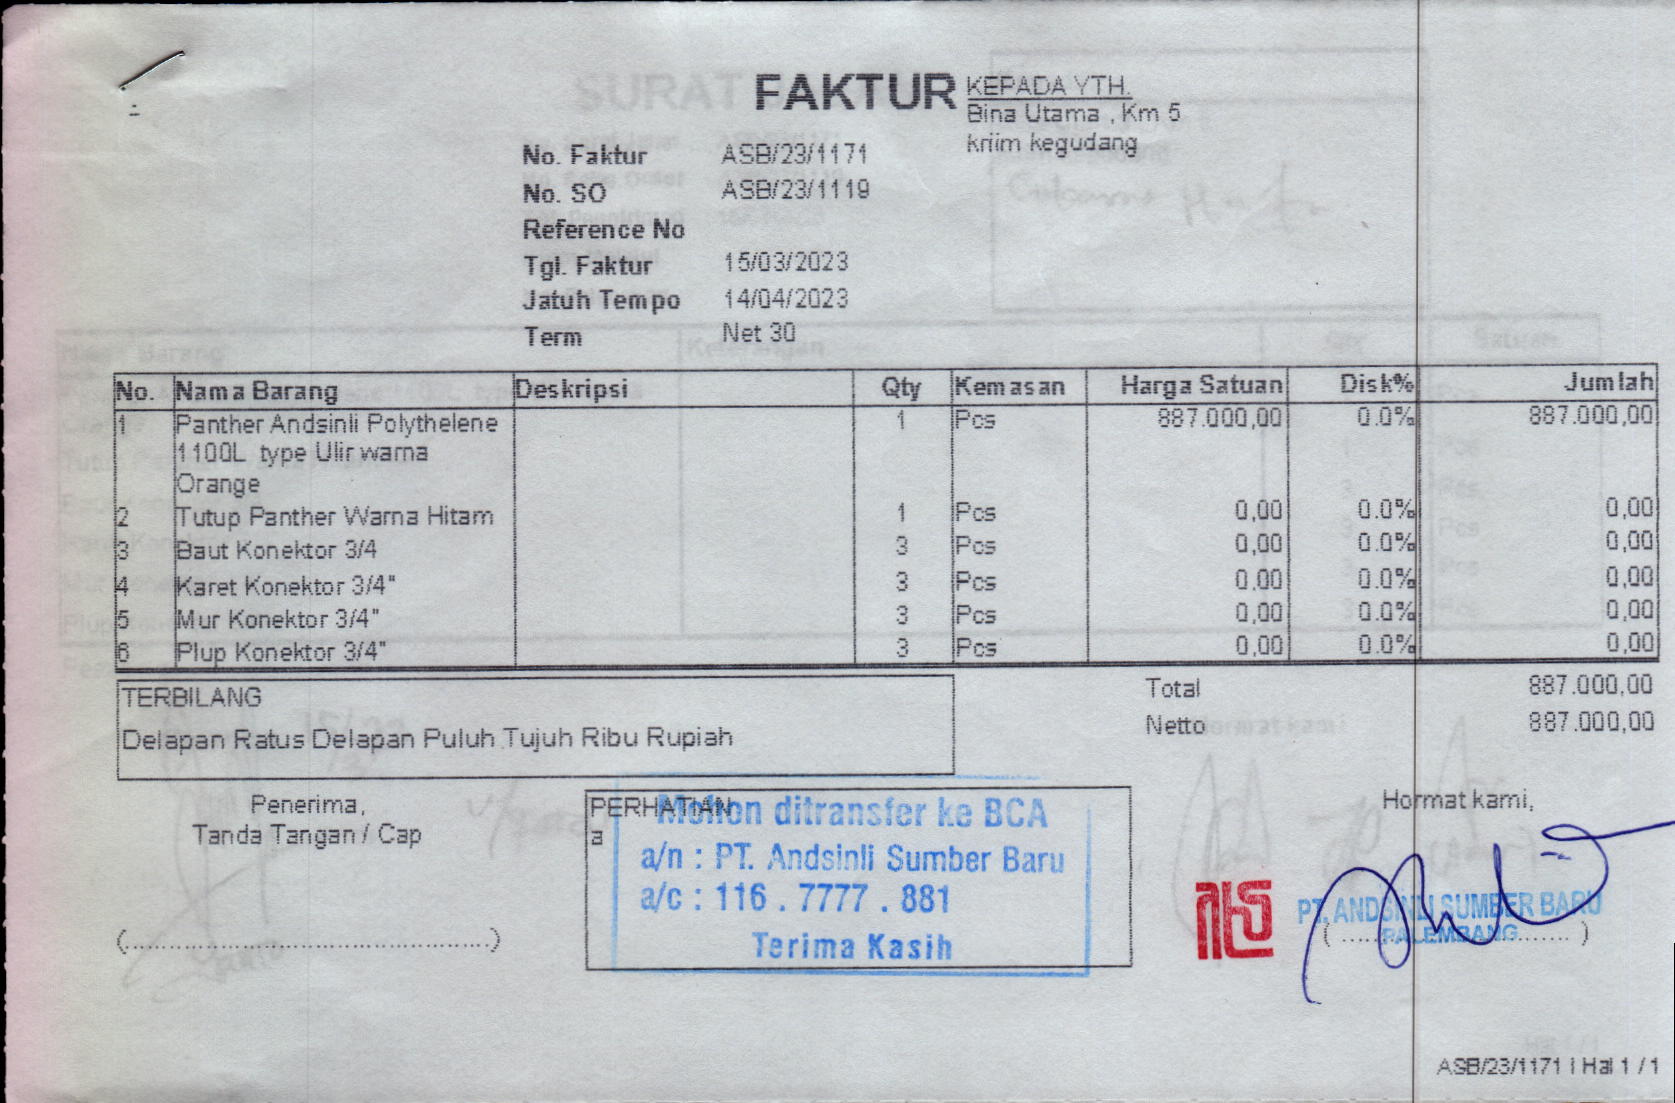 FAKTUR
KEPADA YTH.
Bina Utama , Km 5
kriim kegudang
No. Faktur ASB/23/1171
No. SO ASB/23/1119
Reference No
Tgl. Faktur 15/03/2023
Jatuh Tempo 14/04/2023
Term Net 30
No. Nama Barang Deskripsi Qty Kemasan Harga Satuan Disk% Jumlah
1 Panther Andsinli Polythelene 1 Pcs 887.000,00 0.0% 887.000,00
1100L type Ulir warna
Orange
2 Tutup Panther Warna Hitam 1 Pcs 0,00 0.0% 0,00
3 Baut Konektor 3/4 3 Pcs 0,00 0.0% 0,00
4 Karet Konektor 3/4" 3 Pcs 0,00 0.0% 0,00
5 Mur Konektor 3/4" 3 Pcs 0,00 0.0% 0,00
6 Plup Konektor 3/4" 3 Pcs 0,00 0.0% 0,00
TERBILANG
Delapan Ratus Delapan Puluh Tujuh Ribu Rupiah
Total 887.000,00
Netto 887.000,00
Penerima,
Tanda Tangan / Cap
(.................................................)
PERHATIAN
a
Mohon ditransfer ke BCA
a/n : PT. Andsinli Sumber Baru
a/c : 116 . 7777 . 881
Terima Kasih
Hormat kami,
PT. ANDSINLI SUMBER BARU
PALEMBANG
ASB/23/1171 | Hal 1 / 1